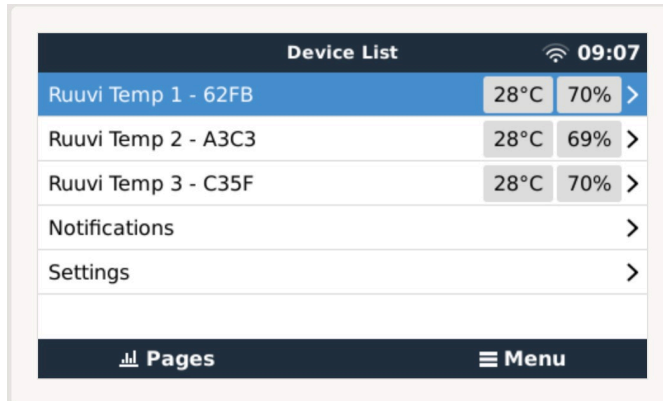 Device List 09:07
Ruuvi Temp 1 - 62FB 28°C 70%
Ruuvi Temp 2 - A3C3 28°C 69%
Ruuvi Temp 3 - C35F 28°C 70%
Notifications
Settings
Pages Menu